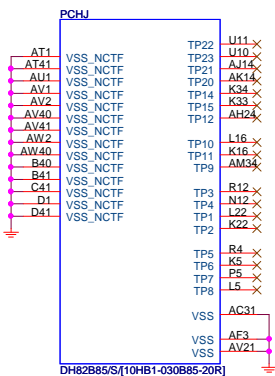 PCHJ
AT1 VSS_NCTF
AT41 VSS_NCTF
AU1 VSS_NCTF
AV1 VSS_NCTF
AV2 VSS_NCTF
AV40 VSS_NCTF
AV41 VSS_NCTF
AW2 VSS_NCTF
AW40 VSS_NCTF
B40 VSS_NCTF
B41 VSS_NCTF
C41 VSS_NCTF
D1 VSS_NCTF
D41 VSS_NCTF
TP22 U11
TP23 U10
TP21 AJ14
TP20 AK14
TP14 K34
TP15 K33
TP12 AH24
TP10 L16
TP11 K16
TP9 AM34
TP3 R12
TP4 N12
TP1 L22
TP2 K22
TP5 R4
TP6 K5
TP7 P5
TP8 L5
VSS AC31
VSS AF3
VSS AV21
DH82B85/S/[10HB1-030B85-20R]